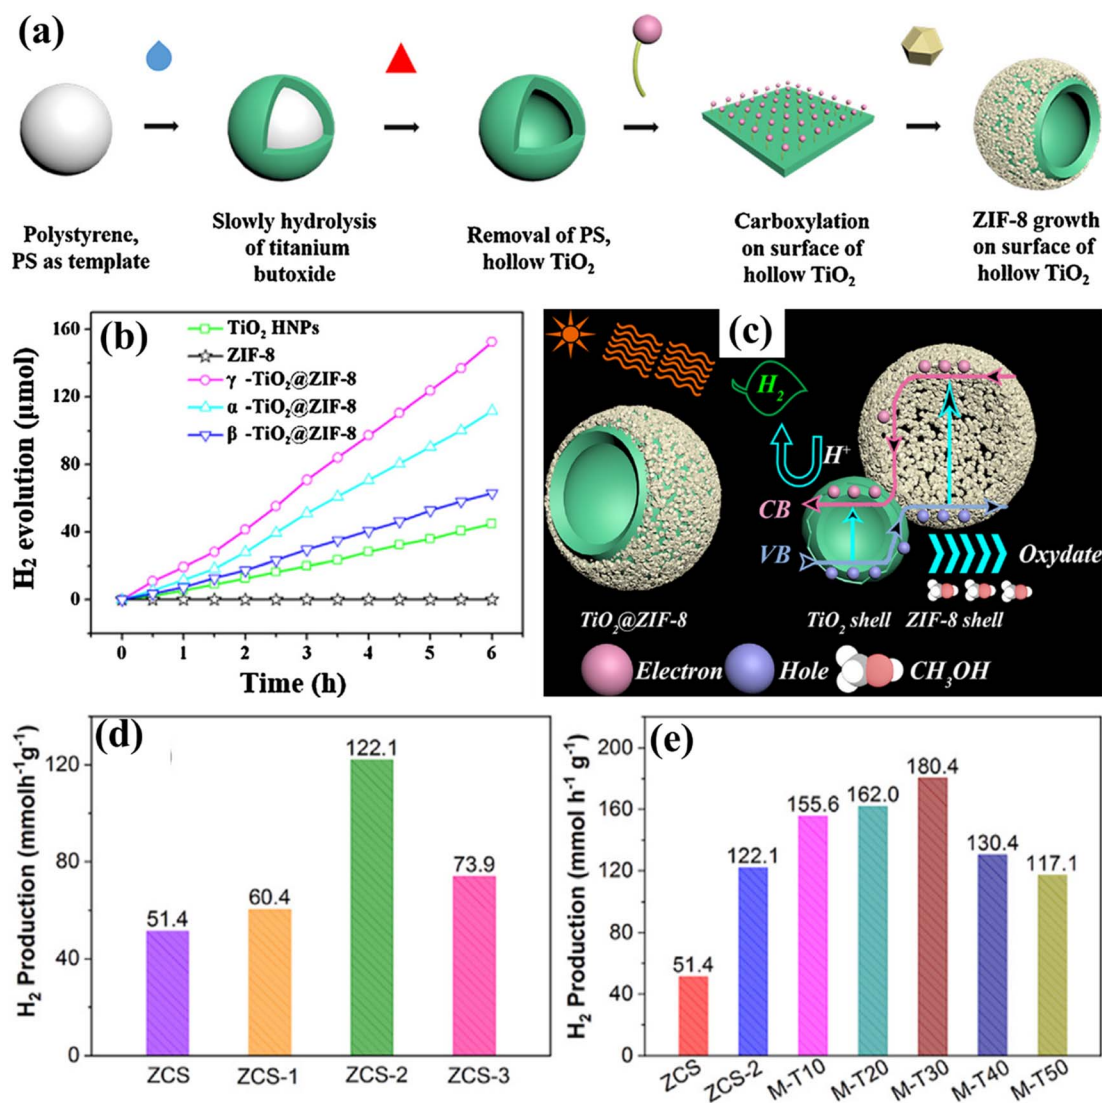 (a)
Polystyrene,
PS as template
Slowly hydrolysis
of titanium
butoxide
Removal of PS,
hollow TiO₂
Carboxylation
on surface of
hollow TiO₂
ZIF-8 growth
on surface of
hollow TiO₂
(b)
H₂ evolution (μmol)
160
120
80
40
0
TiO₂ HNPs
ZIF-8
γ -TiO₂@ZIF-8
α -TiO₂@ZIF-8
β -TiO₂@ZIF-8
0 1 2 3 4 5 6
Time (h)
(c)
H₂
H⁺
CB
VB
Oxydate
TiO₂@ZIF-8
TiO₂ shell
ZIF-8 shell
Electron
Hole
CH₃OH
(d)
H₂ Production (mmolh⁻¹g⁻¹)
120
80
40
0
51.4
60.4
122.1
73.9
ZCS
ZCS-1
ZCS-2
ZCS-3
(e)
H₂ Production (mmol h⁻¹ g⁻¹)
200
160
120
80
40
0
51.4
122.1
155.6
162.0
180.4
130.4
117.1
ZCS
ZCS-2
M-T10
M-T20
M-T30
M-T40
M-T50